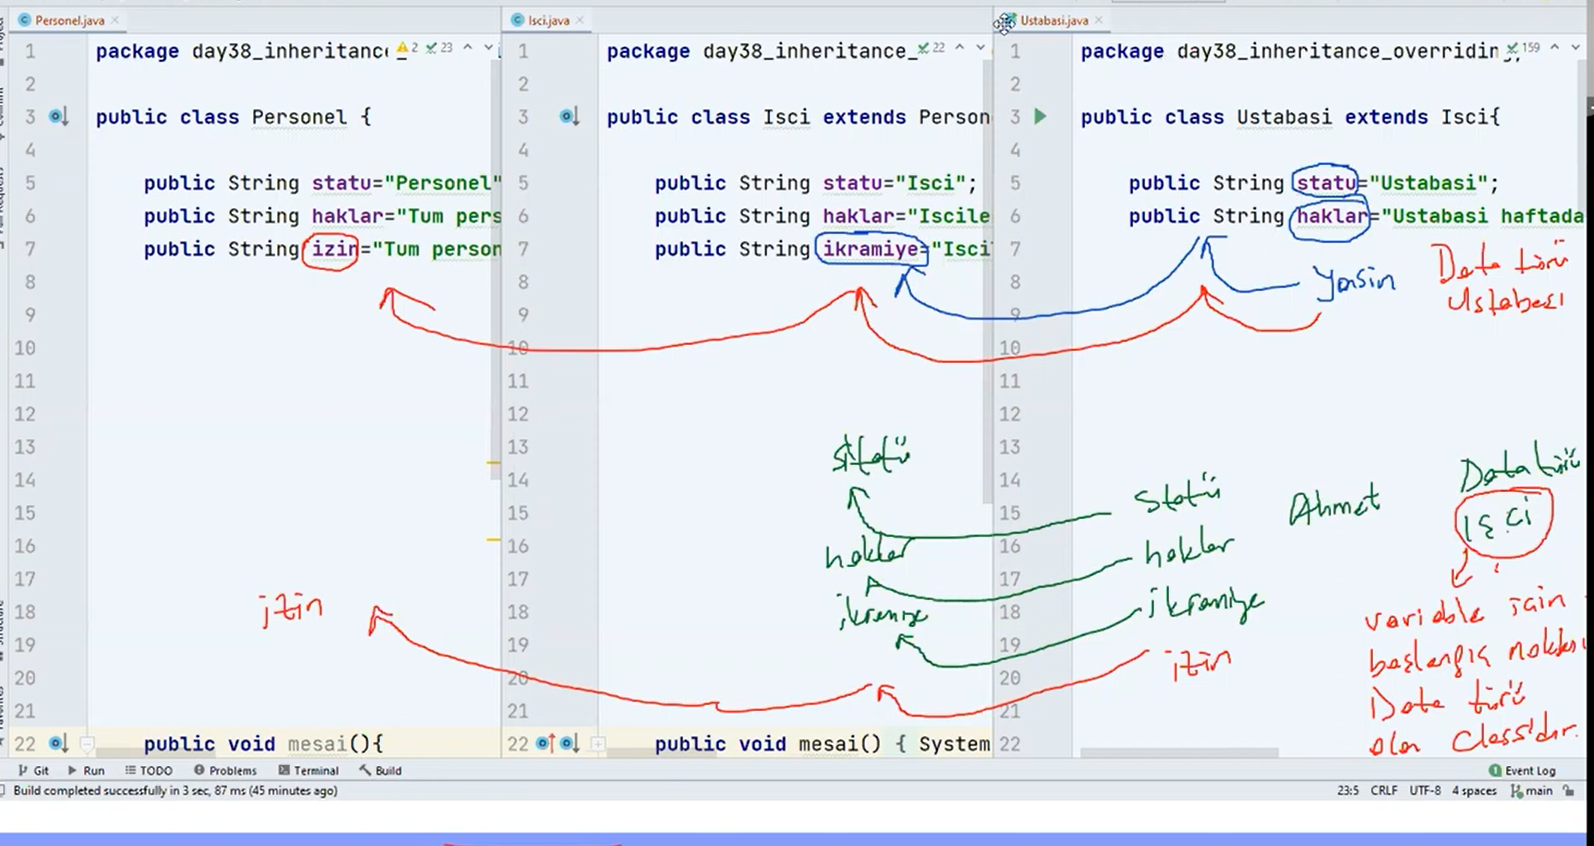 Personel.java
1 package day38_inheritance_ 2 23
2
3 public class Personel {
4
5 public String statu="Personel"
6 public String haklar="Tum pers
7 public String izin="Tum person
8
9
10
11
12
13
14
15
16
17
18
19
20
21
22 public void mesai(){
izin
Isci.java
1 package day38_inheritance_ 22
2
3 public class Isci extends Person
4
5 public String statu="Isci";
6 public String haklar="Iscile
7 public String ikramiye="Isci
8
9
10
11
12
13
14
15
16
17
18
19
20
21
22 public void mesai() { System
statü
haklar
ikramiye
Ustabasi.java
1 package day38_inheritance_overridin ; 159
2
3 public class Ustabasi extends Isci{
4
5 public String statu="Ustabasi";
6 public String haklar="Ustabasi haftada
7
8
9
10
11
12
13
14
15
16
17
18
19
20
21
22
Yasin
Data türü
Ustabasi
Statü
haklar
ikramiye
izin
Ahmet
Data türü
İşçi
variable için
başlangıç noktası
Data türü
olan Class'dır.
Git Run TODO Problems Terminal Build Event Log
Build completed successfully in 3 sec, 87 ms (45 minutes ago) 23:5 CRLF UTF-8 4 spaces main